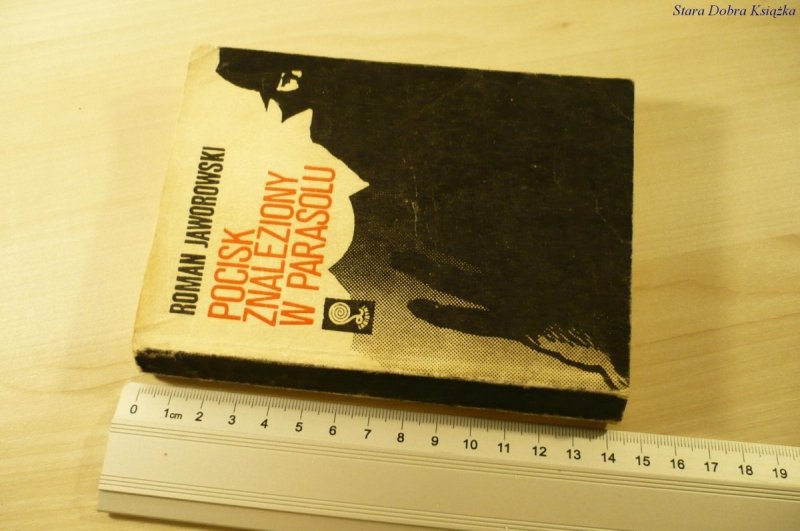 Stara Dobra Książka
ROMAN JAWOROWSKI
POCISK
ZNALEZIONY
W PARASOLU
0 1cm 2 3 4 5 6 7 8 9 10 11 12 13 14 15 16 17 18 19